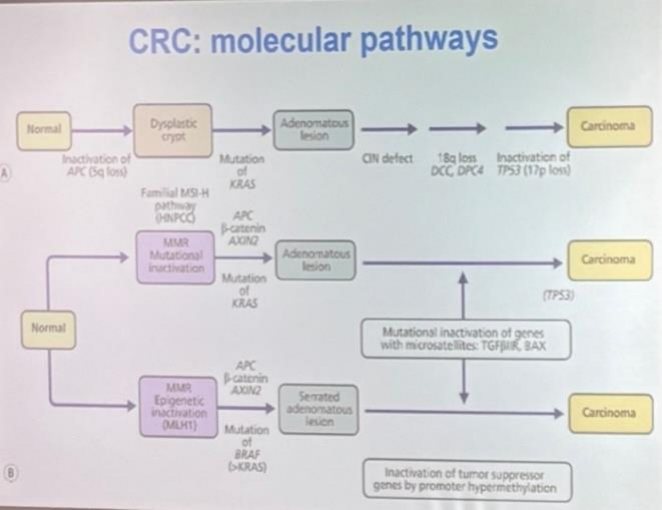 CRC: molecular pathways
Normal
Dysplastic
crypt
Adenomatous
lesion
Carcinoma
Inactivation of
APC (5q loss)
Mutation
of
KRAS
CIN defect
18q loss
DCC, DPC4
Inactivation of
TP53 (17p loss)
A
Familial MSI-H
pathway
(HNPCC)
MMR
Mutational
inactivation
APC
β-catenin
AXIN2
Mutation
of
KRAS
Adenomatous
lesion
Carcinoma
(TP53)
Normal
Mutational inactivation of genes
with microsatellites: TGFβIIR, BAX
MMR
Epigenetic
inactivation
(MLH1)
APC
β-catenin
AXIN2
Mutation
of
BRAF
(>KRAS)
Serrated
adenomatous
lesion
Carcinoma
B
Inactivation of tumor suppressor
genes by promoter hypermethylation